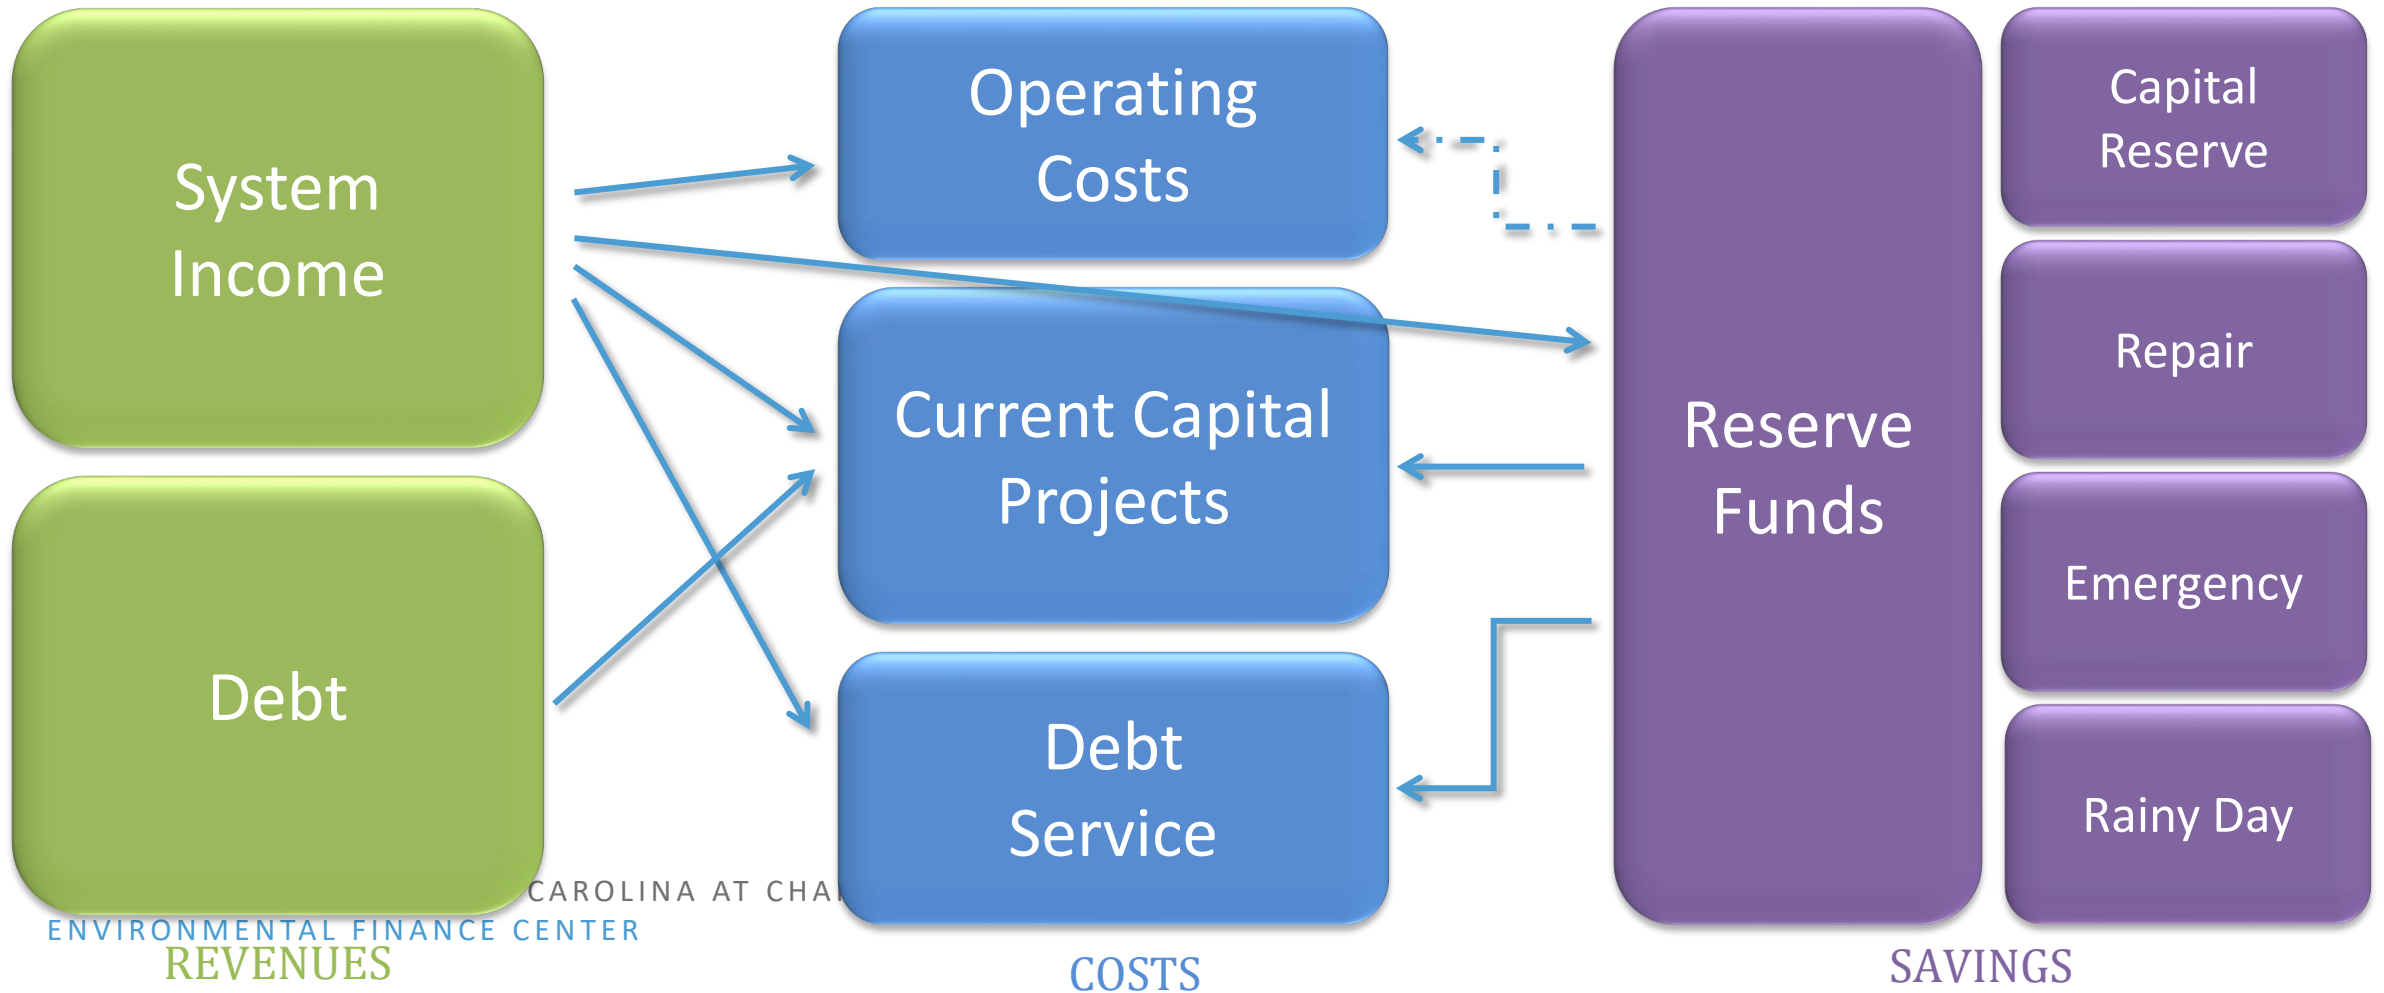 System
Income
Debt
Operating
Costs
Current Capital
Projects
Debt
Service
Reserve
Funds
Capital
Reserve
Repair
Emergency
Rainy Day
CAROLINA AT
ENVIRONMENTAL FINANCE CENTER
REVENUES
COSTS
SAVINGS